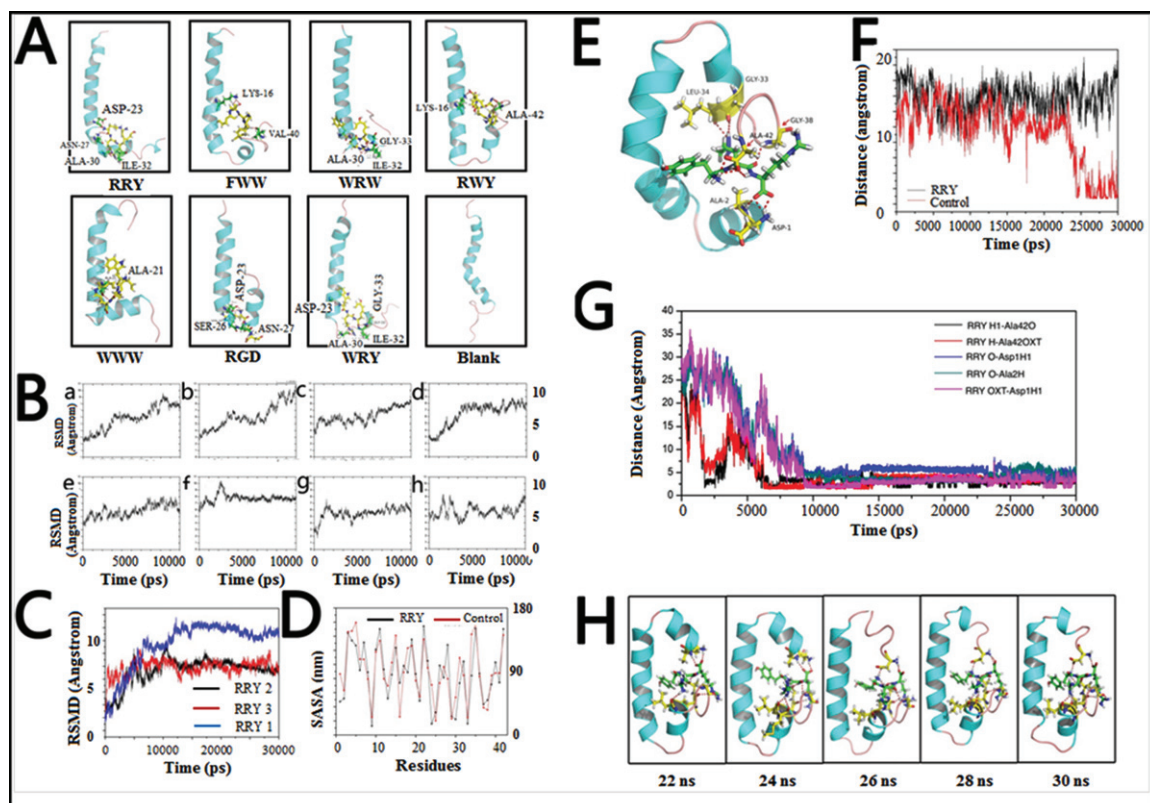 A
ASP-23
ASN-27
ALA-30
ILE-32
RRY
LYS-16
VAL-40
FWW
GLY-33
ALA-30
ILE-32
WRW
LYS-16
ALA-42
RWY
ALA-21
WWW
ASP-23
SER-26
ASN-27
RGD
ASP-23
GLY-33
ALA-30
ILE-32
WRY
Blank
B
a
b
c
d
10
5
0
RSMD
(Angstrom)
e
f
g
h
10
5
0
RSMD
(Angstrom)
0 5000 10000
0 5000 10000
0 5000 10000
0 5000 10000
Time (ps)
Time (ps)
Time (ps)
Time (ps)
C
RSMD (Angstrom)
10
5
0
RRY 2
RRY 3
RRY 1
0 10000 20000 30000
Time (ps)
D
SASA (nm)
RRY
Control
180
90
0
0 10 20 30 40
Residues
E
GLY-33
LEU-34
GLY-38
ALA-42
ALA-2
ASP-1
F
Distance (angstrom)
20
10
0
RRY
Control
0 5000 10000 15000 20000 25000 30000
Time (ps)
G
Distance (Angstrom)
40
35
30
25
20
15
10
5
0
RRY H1-Ala42O
RRY H-Ala42OXT
RRY O-Asp1H1
RRY O-Ala2H
RRY OXT-Asp1H1
0 5000 10000 15000 20000 25000 30000
Time (ps)
H
22 ns
24 ns
26 ns
28 ns
30 ns